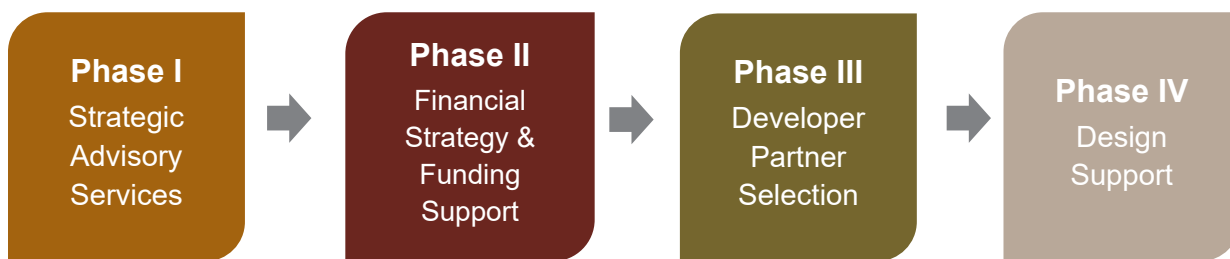 Phase I
Strategic
Advisory
Services
Phase II
Financial
Strategy &
Funding
Support
Phase III
Developer
Partner
Selection
Phase IV
Design
Support